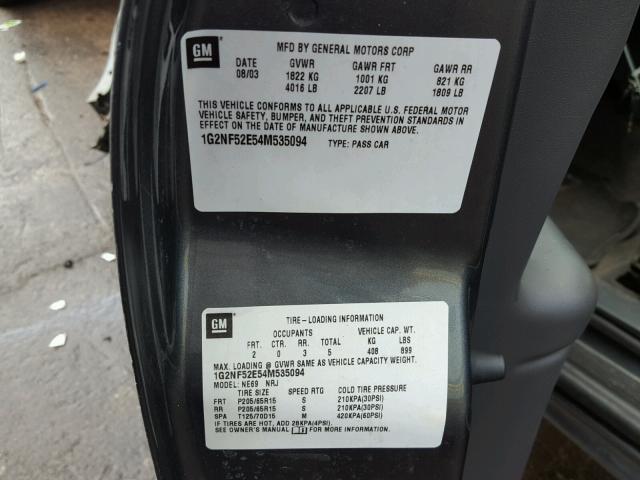 GM
MFD BY GENERAL MOTORS CORP
DATE GVWR GAWR FRT GAWR RR
08/03 1822 KG 1001 KG 821 KG
4016 LB 2207 LB 1809 LB
THIS VEHICLE CONFORMS TO ALL APPLICABLE U.S. FEDERAL MOTOR
VEHICLE SAFETY, BUMPER, AND THEFT PREVENTION STANDARDS IN
EFFECT ON THE DATE OF MANUFACTURE SHOWN ABOVE.
1G2NF52E54M535094 TYPE: PASS CAR
GM
TIRE-LOADING INFORMATION
OCCUPANTS VEHICLE CAP. WT.
FRT. CTR. RR. TOTAL KG LBS
2 0 3 5 408 899
MAX. LOADING @ GVWR SAME AS VEHICLE CAPACITY WEIGHT.
1G2NF52E54M535094
MODEL: NE69 NRJ
TIRE SIZE SPEED RTG COLD TIRE PRESSURE
FRT P205/65R15 S 210KPA(30PSI)
RR P205/65R15 S 210KPA(30PSI)
SPA T125/70D15 M 420KPA(60PSI)
IF TIRES ARE HOT, ADD 28KPA(4PSI).
SEE OWNER'S MANUAL FOR MORE INFORMATION.